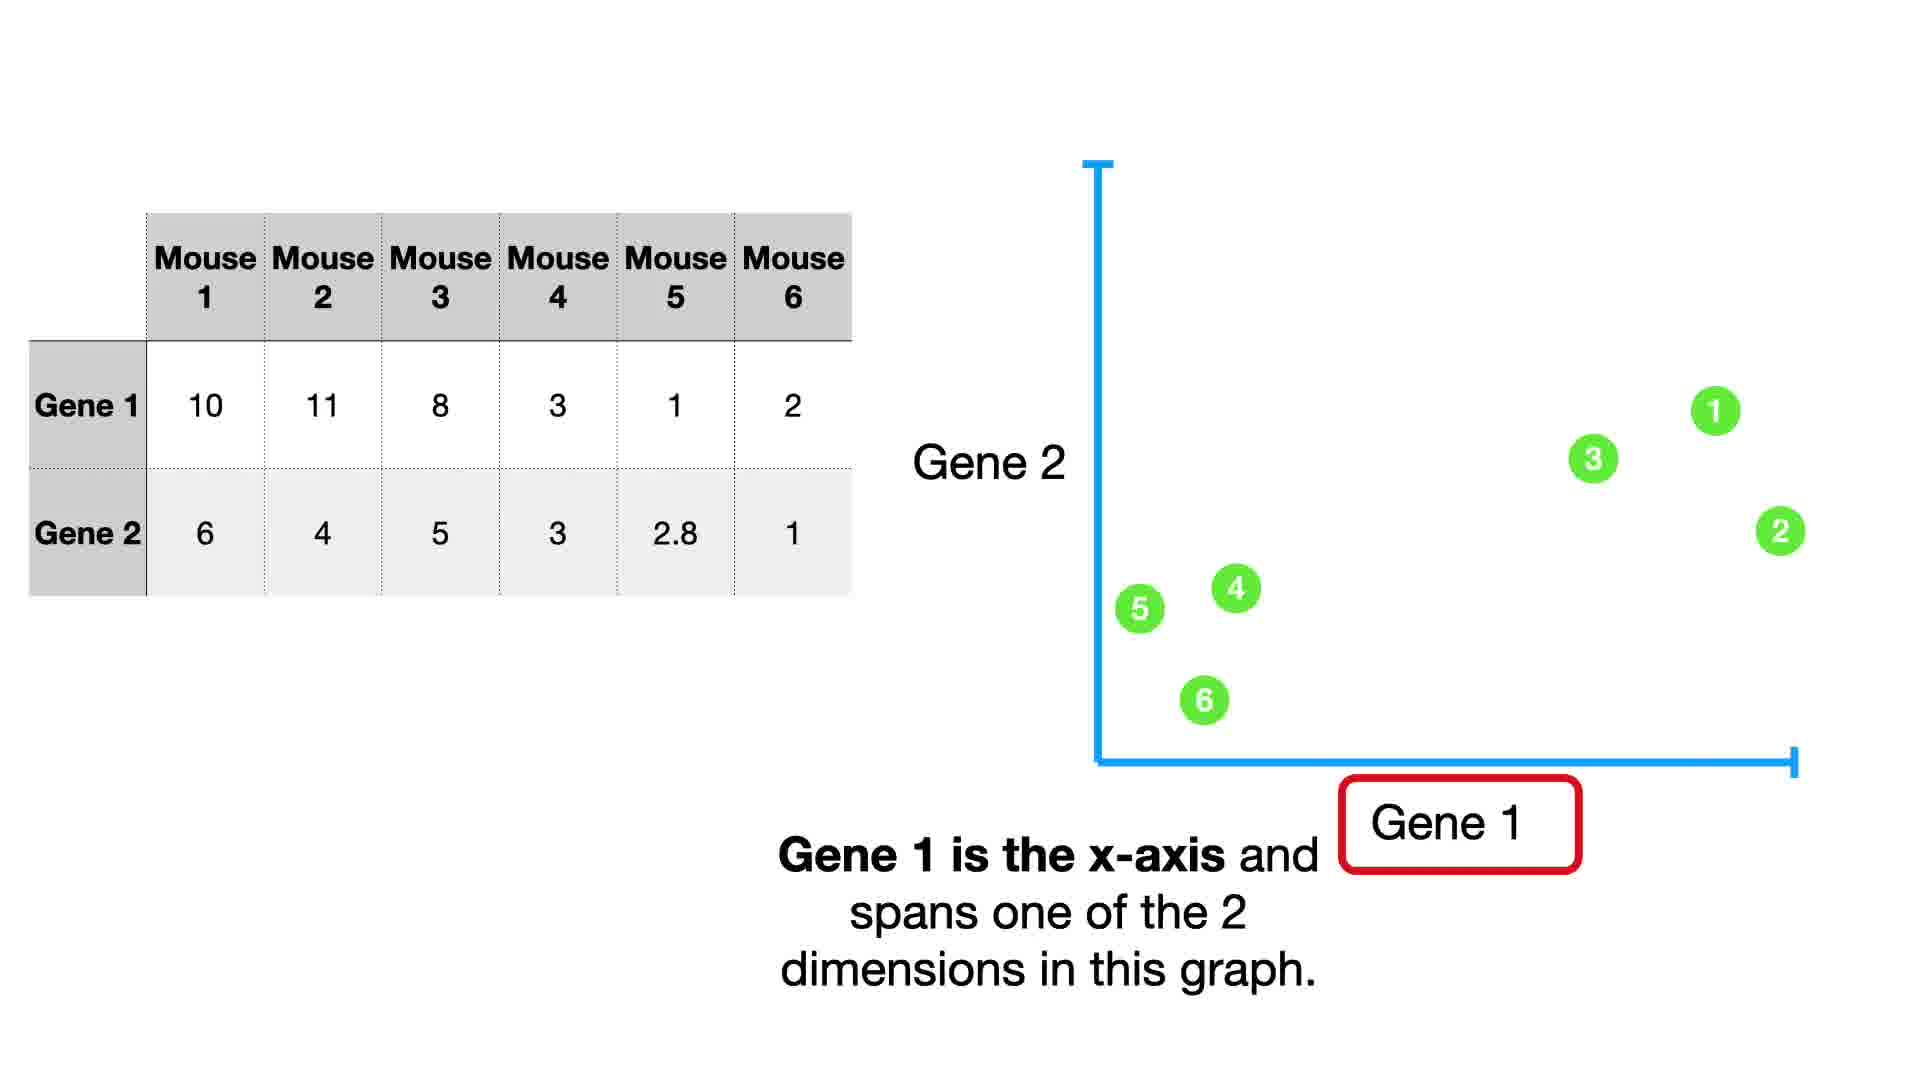 Mouse 1 Mouse 2 Mouse 3 Mouse 4 Mouse 5 Mouse 6
Gene 1 10 11 8 3 1 2
Gene 2 6 4 5 3 2.8 1
Gene 2
1
3
2
4
5
6
Gene 1
Gene 1 is the x-axis and
spans one of the 2
dimensions in this graph.